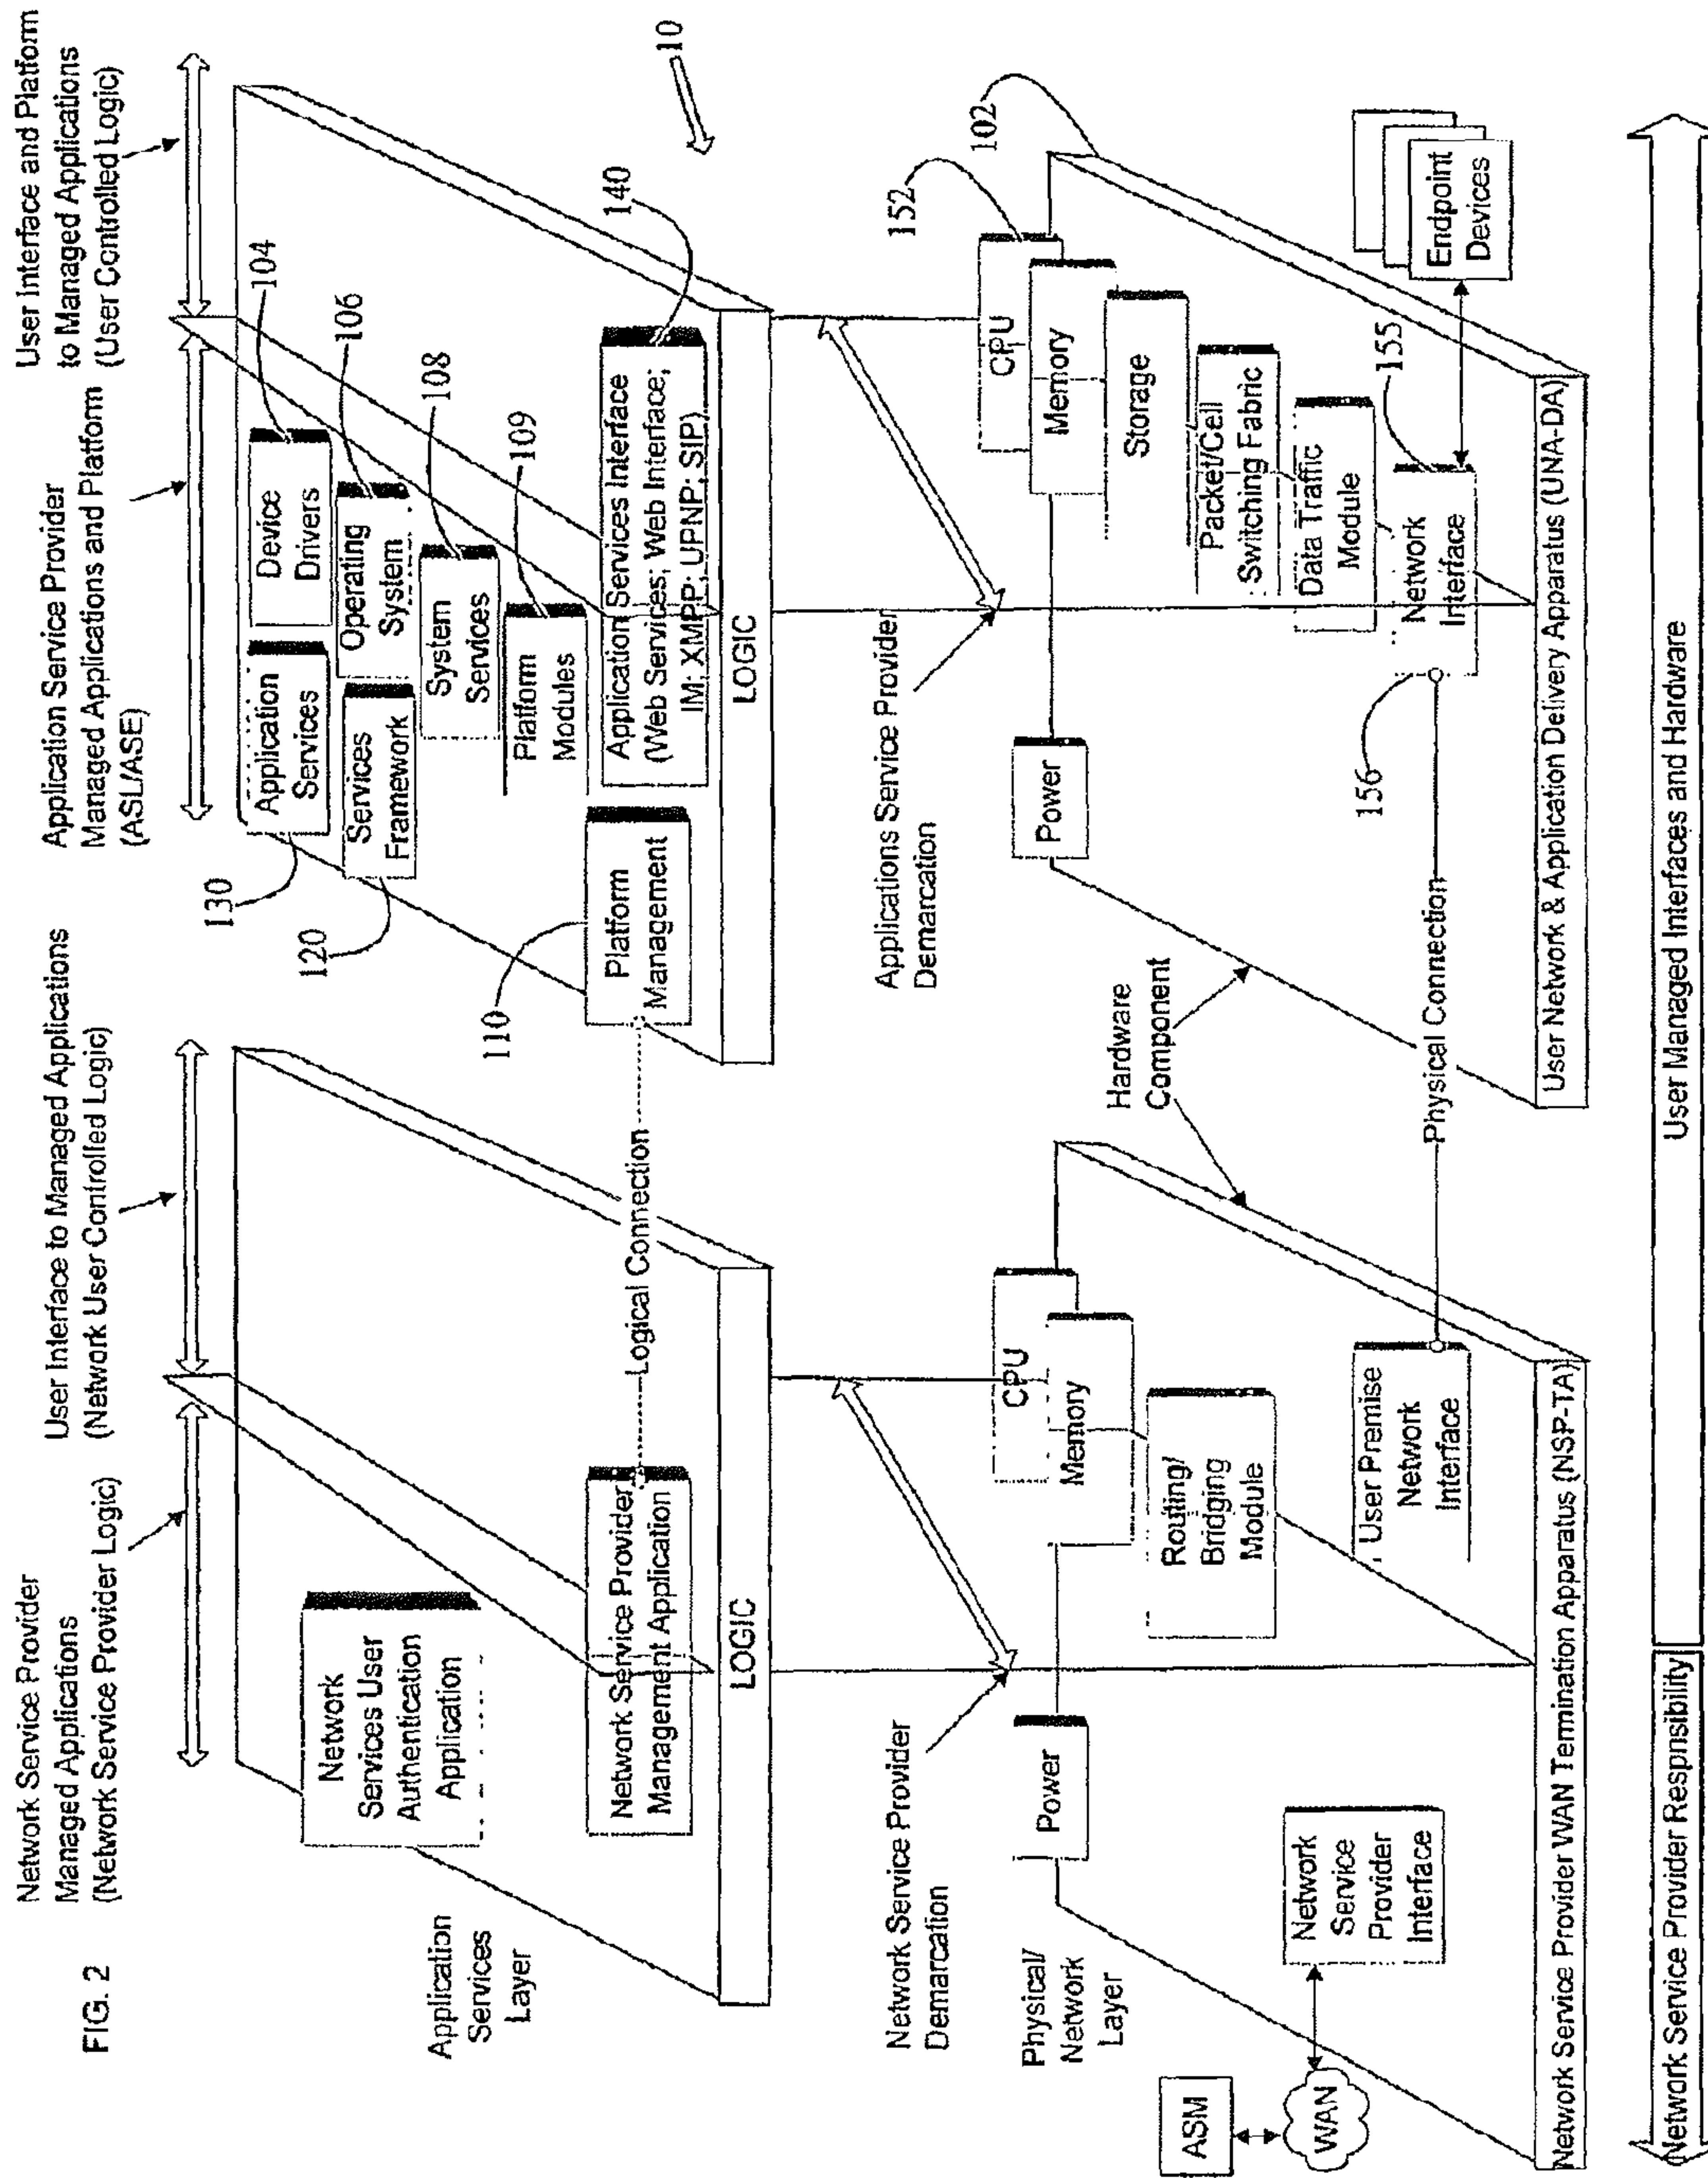 FIG. 2
Network Service Provider
Managed Applications
(Network Service Provider Logic)
User Interface to Managed Applications
(Network User Controlled Logic)
Application Service Provider
Managed Applications and Platform
(ASL/ASE)
User Interface and Platfom
to Managed Applications
(User Controlled Logic)
Application
Services
Layer
Network
Services User
Authentication
Application
Network Service Provider
Management Application
LOGIC
Logical Connection
130
120
110
Application
Services
Services
Framework
Platform
Management
Device
Drivers
104
Operating
System
106
System
Services
108
Platform
Modules
109
Application Services Interface
(Web Services; Web Interface;
IM; XMPP; UPNP; SIP)
140
LOGIC
10
Network Service Provider
Demarcation
Applications Service Provider
Demarcation
Physical/
Network
Layer
ASM
WAN
Network
Service
Provider
Interface
Power
CPU
Memory
Routing/
Bridging
Module
User Premise
Network
Interface
Network Service Provider WAN Temination Apparatus (NSP-TA)
Hardware
Component
Physical Connection
Power
CPU
152
Memory
102
Storage
Packet/Cell
Switching Fabric
Data Traffic
Module
Network
Interface
155
156
Endpoint
Devices
User Network & Application Delivery Apparatus (UNA-DA)
Network Service Provider Respnsibility
User Managed Interfaces and Hardware